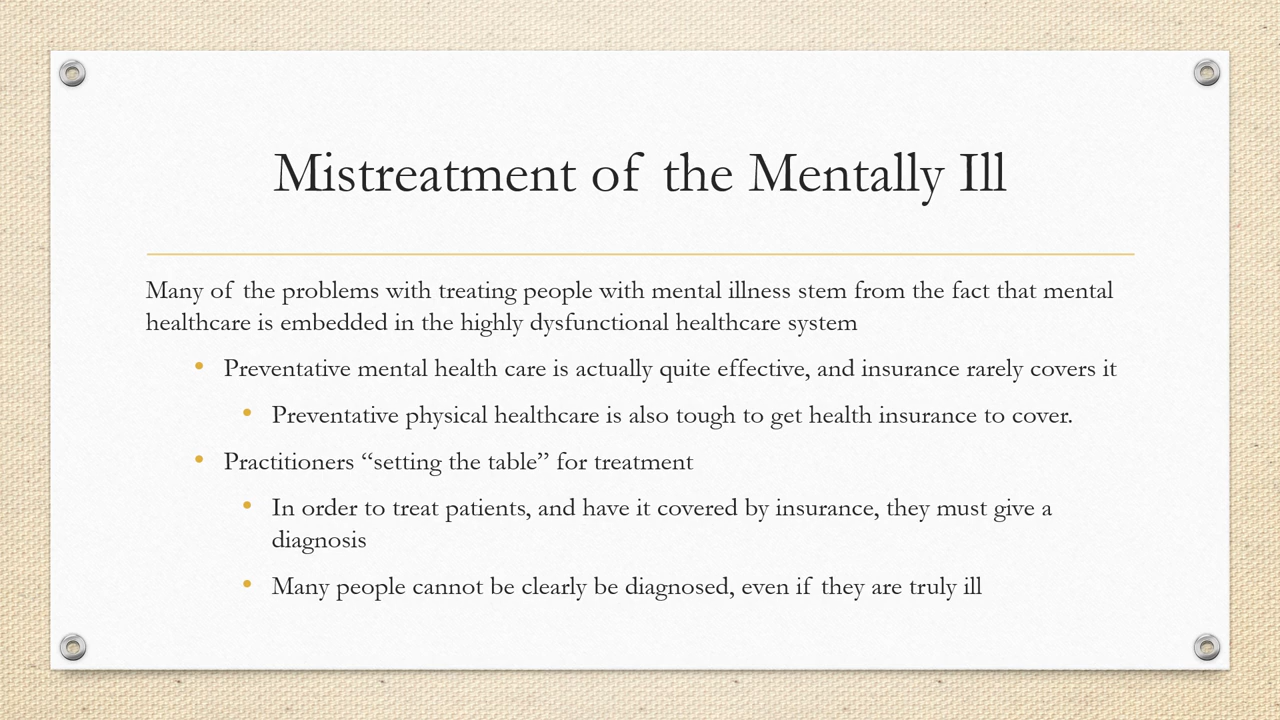 Mistreatment of the Mentally Ill
Many of the problems with treating people with mental illness stem from the fact that mental
healthcare is embedded in the highly dysfunctional healthcare system
• Preventative mental health care is actually quite effective, and insurance rarely covers it
• Preventative physical healthcare is also tough to get health insurance to cover.
• Practitioners “setting the table” for treatment
• In order to treat patients, and have it covered by insurance, they must give a
diagnosis
• Many people cannot be clearly be diagnosed, even if they are truly ill